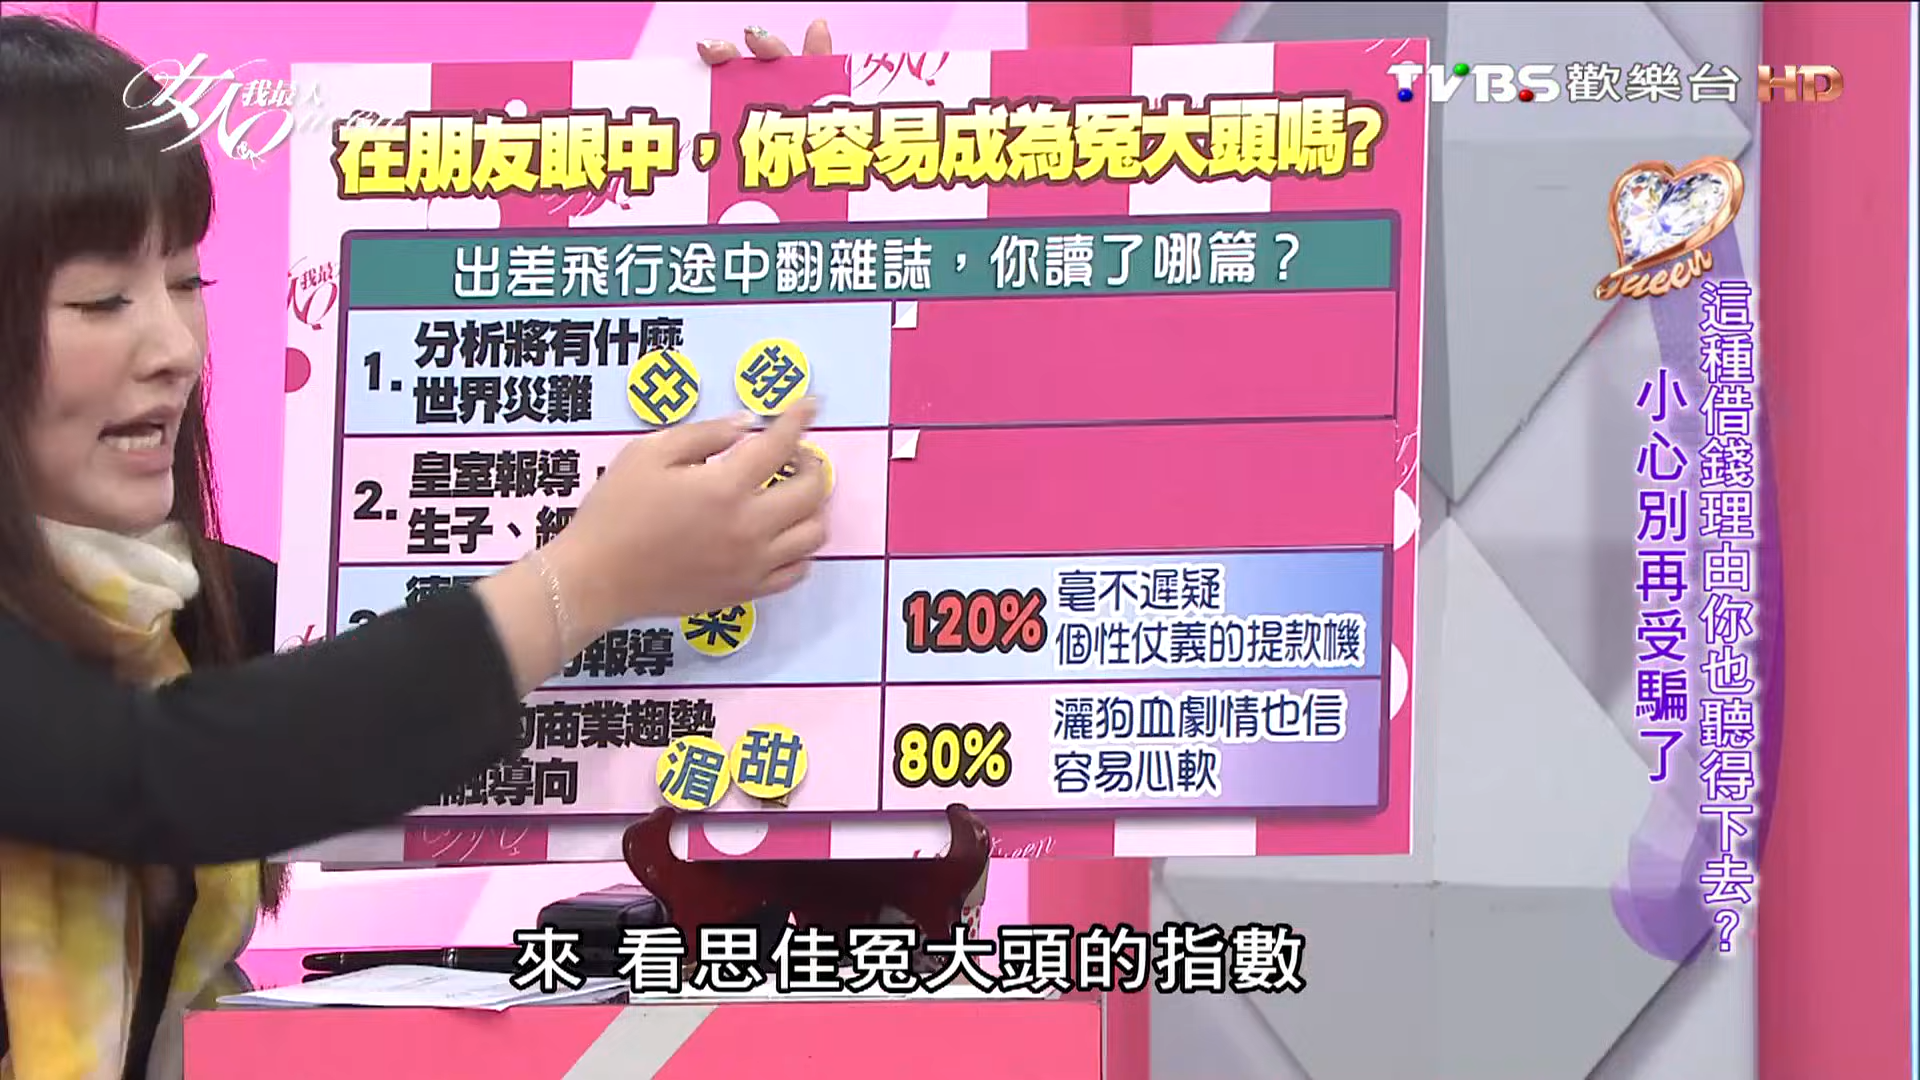 女人我最大
TVBS歡樂台 HD
在朋友眼中，你容易成為冤大頭嗎?
出差飛行途中翻雜誌，你讀了哪篇？
1. 分析將有什麼
世界災難
亞
翊
2. 皇室報導，
生子、
120% 毫不遲疑
個性仗義的提款機
報導
商業趨勢
導向
湄
甜
80% 灑狗血劇情也信
容易心軟
Queen
這種借錢理由你也聽得下去？
小心別再受騙了
來 看思佳冤大頭的指數